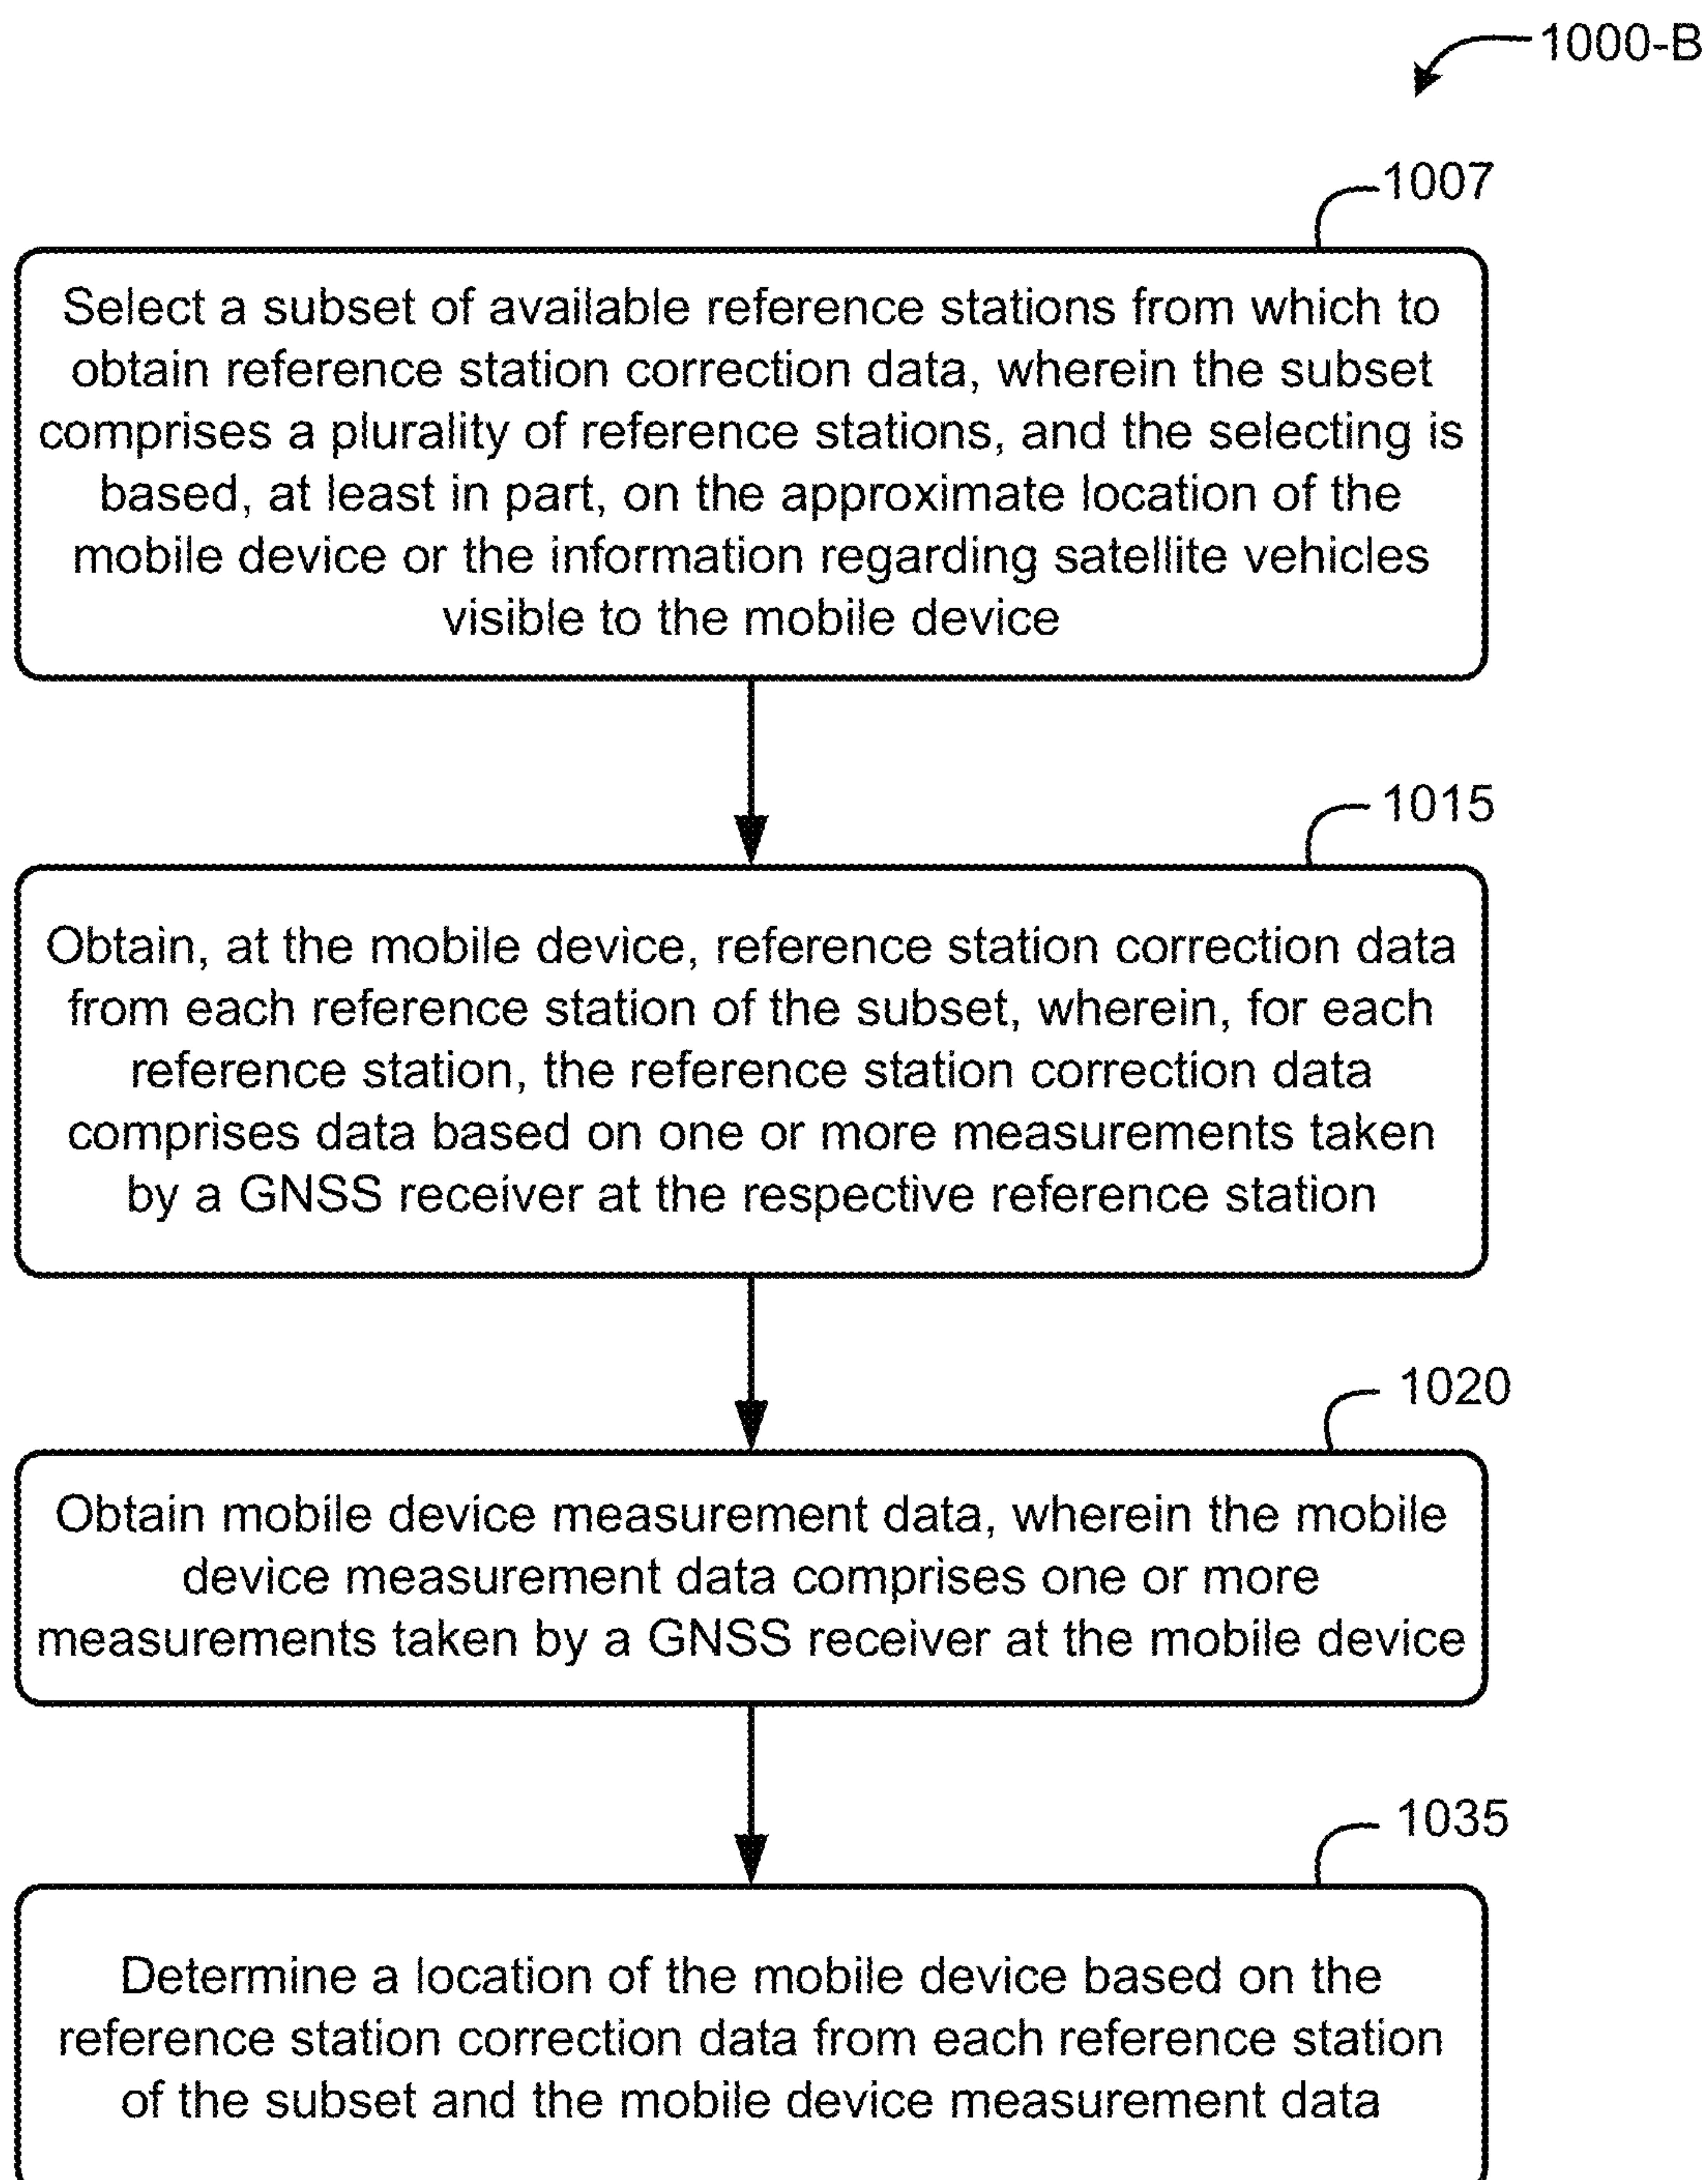 1000-B
1007
Select a subset of available reference stations from which to
obtain reference station correction data, wherein the subset
comprises a plurality of reference stations, and the selecting is
based, at least in part, on the approximate location of the
mobile device or the information regarding satellite vehicles
visible to the mobile device
1015
Obtain, at the mobile device, reference station correction data
from each reference station of the subset, wherein, for each
reference station, the reference station correction data
comprises data based on one or more measurements taken
by a GNSS receiver at the respective reference station
1020
Obtain mobile device measurement data, wherein the mobile
device measurement data comprises one or more
measurements taken by a GNSS receiver at the mobile device
1035
Determine a location of the mobile device based on the
reference station correction data from each reference station
of the subset and the mobile device measurement data